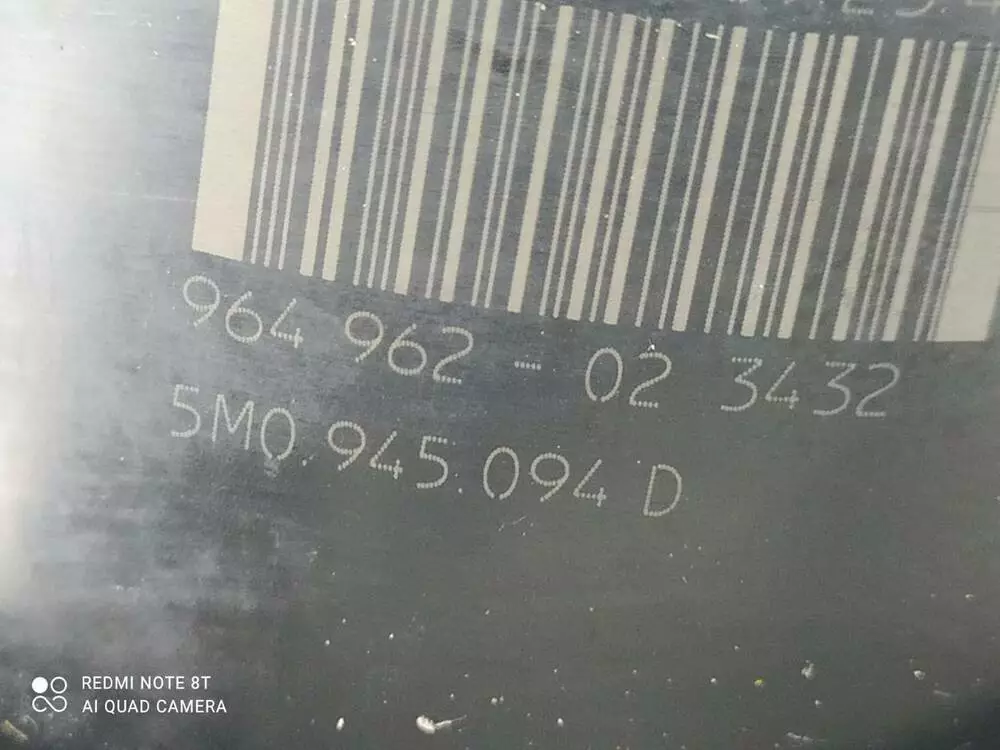 964 962 - 02 3432
5M0.945.094 D
REDMI NOTE 8T
AI QUAD CAMERA